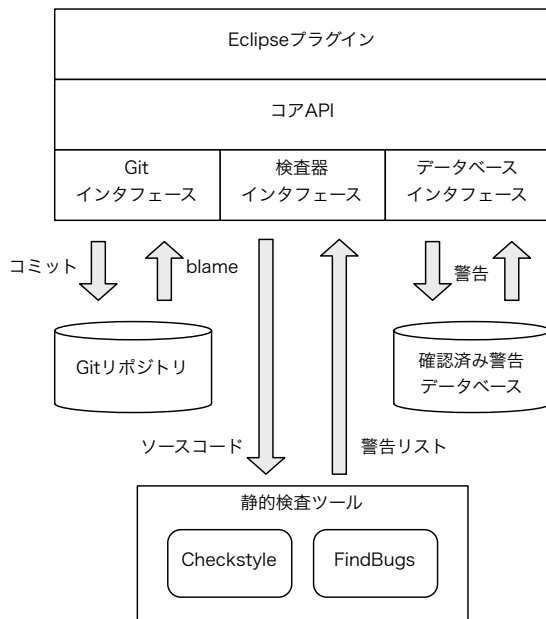 Eclipseプラグイン
コアAPI
Git
インタフェース
検査器
インタフェース
データベース
インタフェース
コミット
blame
警告
Gitリポジトリ
確認済み警告
データベース
ソースコード
警告リスト
静的検査ツール
Checkstyle
FindBugs